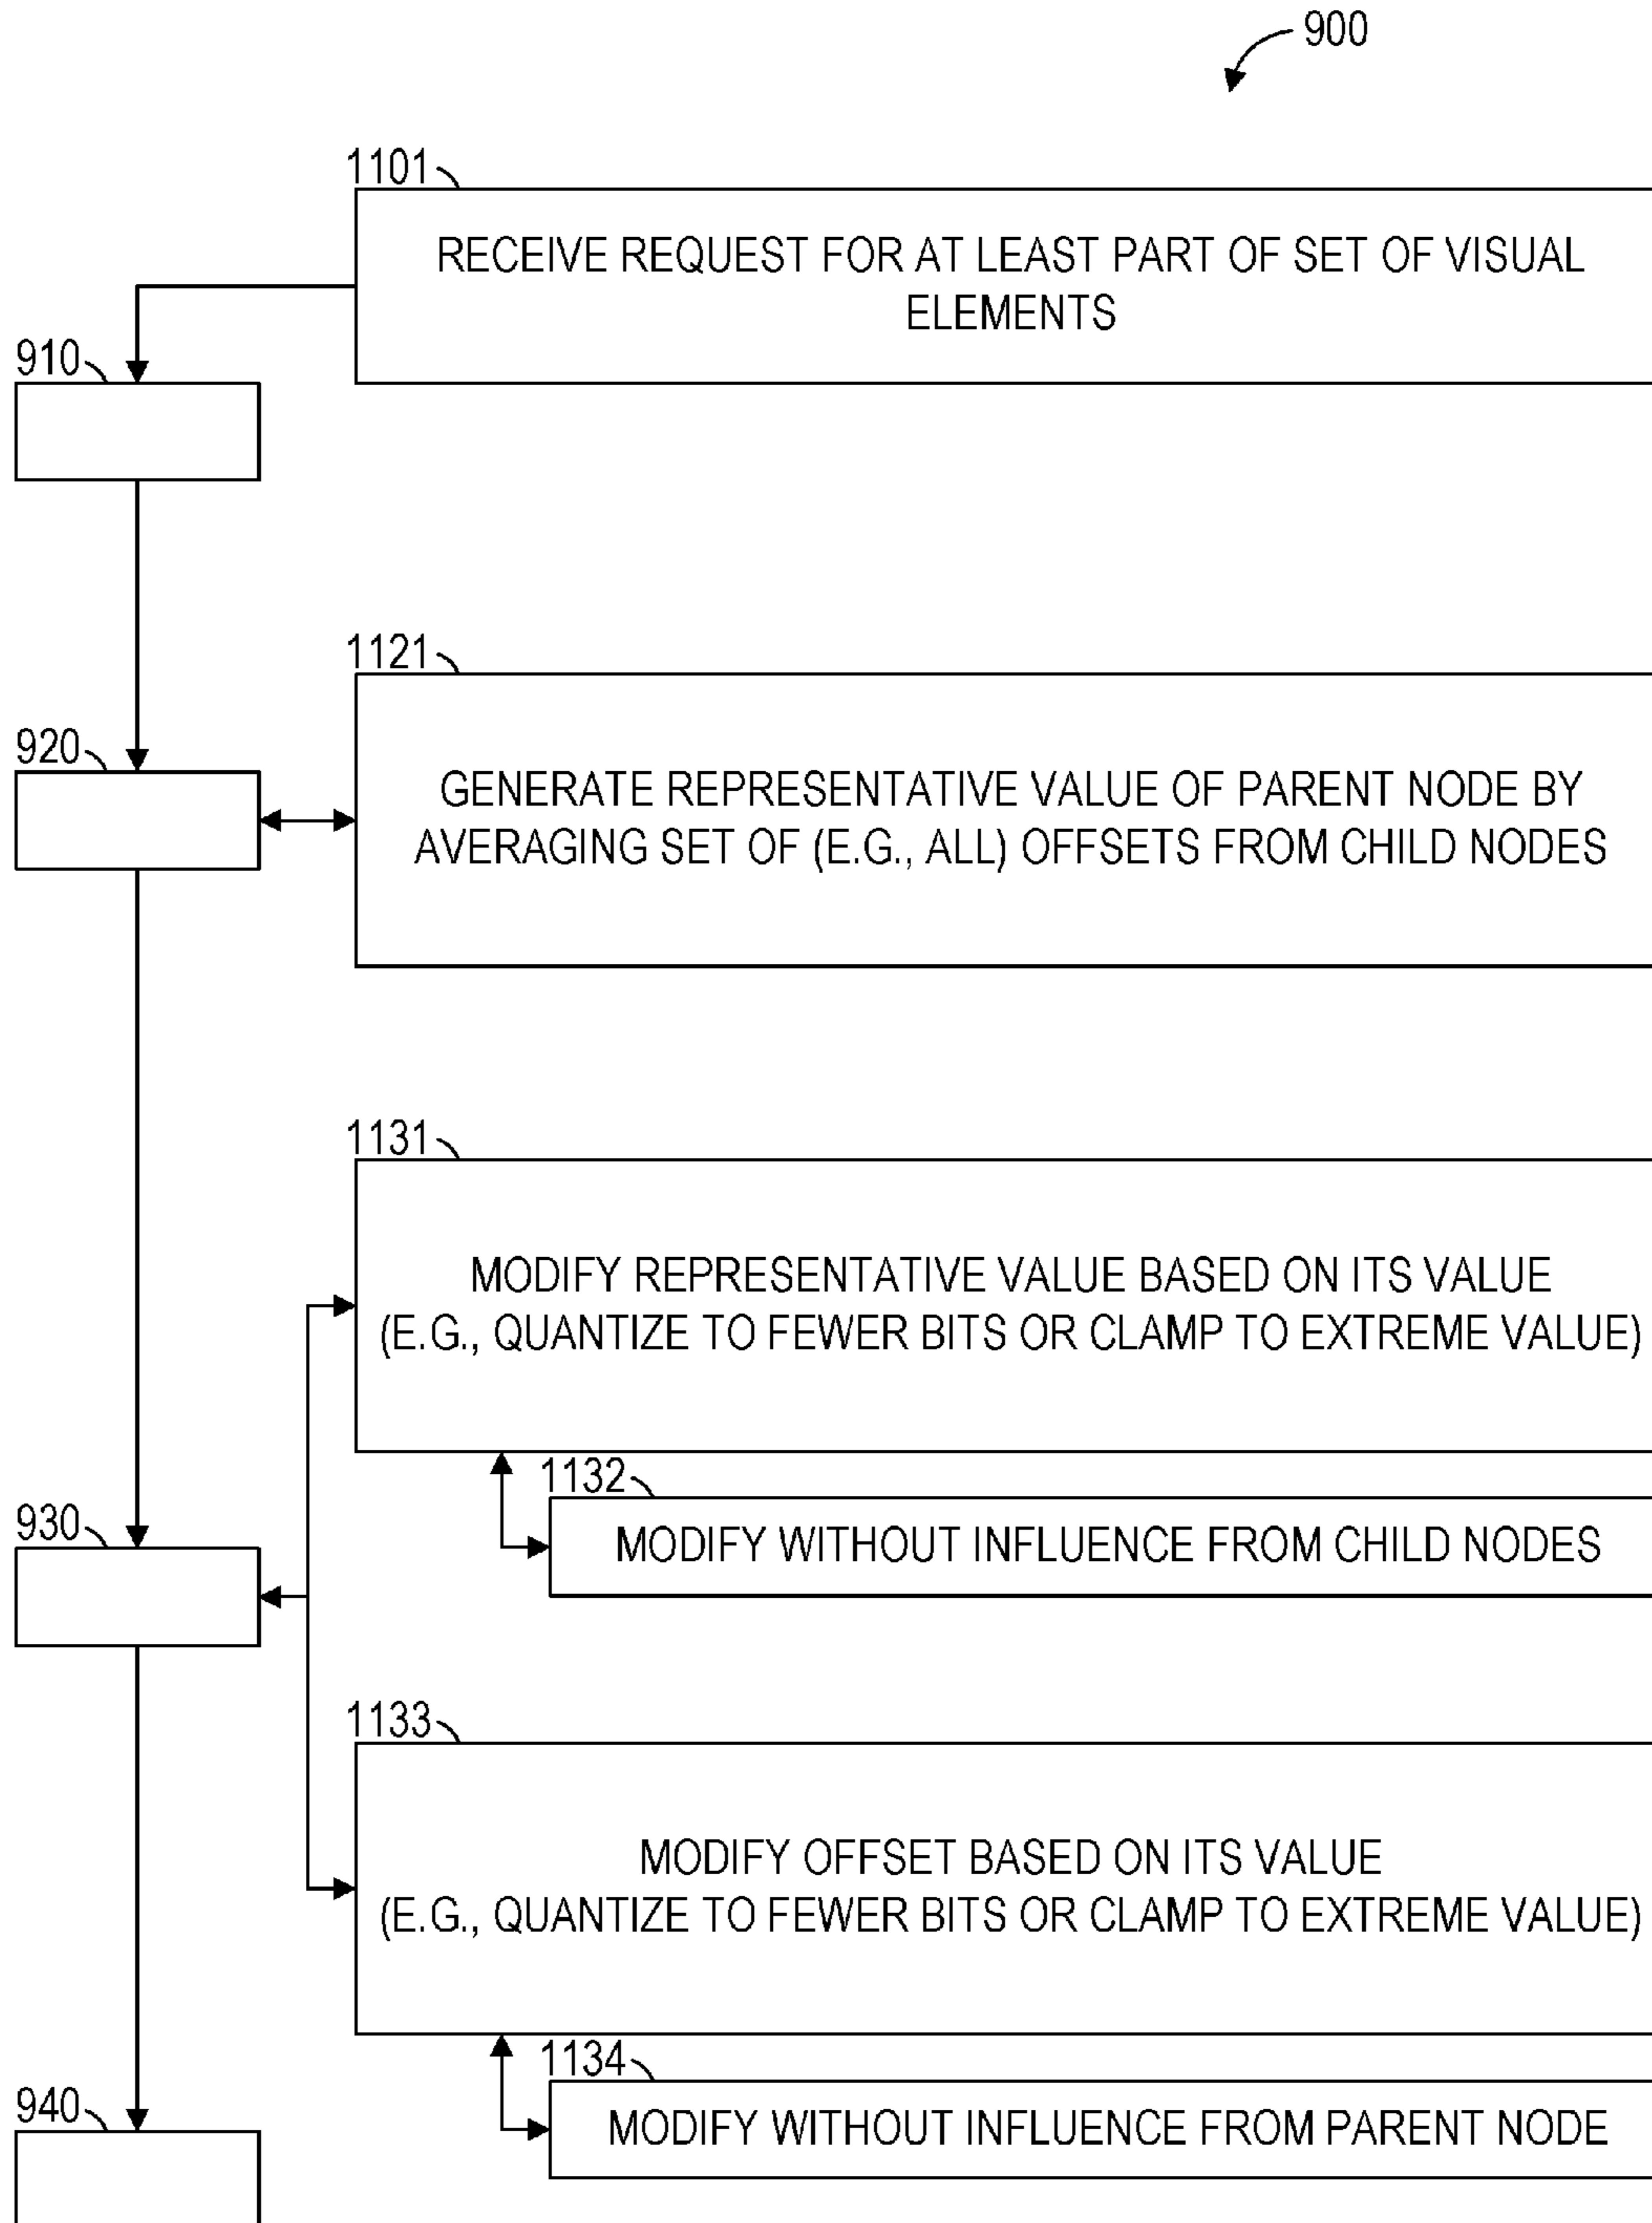 900
1101
RECEIVE REQUEST FOR AT LEAST PART OF SET OF VISUAL
ELEMENTS
910
1121
920
GENERATE REPRESENTATIVE VALUE OF PARENT NODE BY
AVERAGING SET OF (E.G., ALL) OFFSETS FROM CHILD NODES
1131
MODIFY REPRESENTATIVE VALUE BASED ON ITS VALUE
(E.G., QUANTIZE TO FEWER BITS OR CLAMP TO EXTREME VALUE)
1132
930
MODIFY WITHOUT INFLUENCE FROM CHILD NODES
1133
MODIFY OFFSET BASED ON ITS VALUE
(E.G., QUANTIZE TO FEWER BITS OR CLAMP TO EXTREME VALUE)
1134
940
MODIFY WITHOUT INFLUENCE FROM PARENT NODE